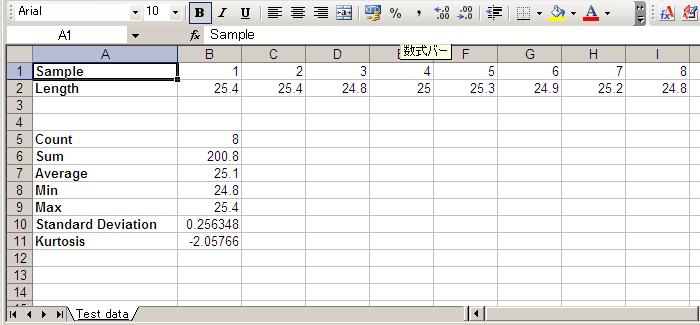 Arial 10 B I U % ,
A1 fx Sample
数式バー
A B C D E F G H I
1 Sample 1 2 3 4 5 6 7 8
2 Length 25.4 25.4 24.8 25 25.3 24.9 25.2 24.8
3
4
5 Count 8
6 Sum 200.8
7 Average 25.1
8 Min 24.8
9 Max 25.4
10 Standard Deviation 0.256348
11 Kurtosis -2.05766
12
13
14
15
Test data